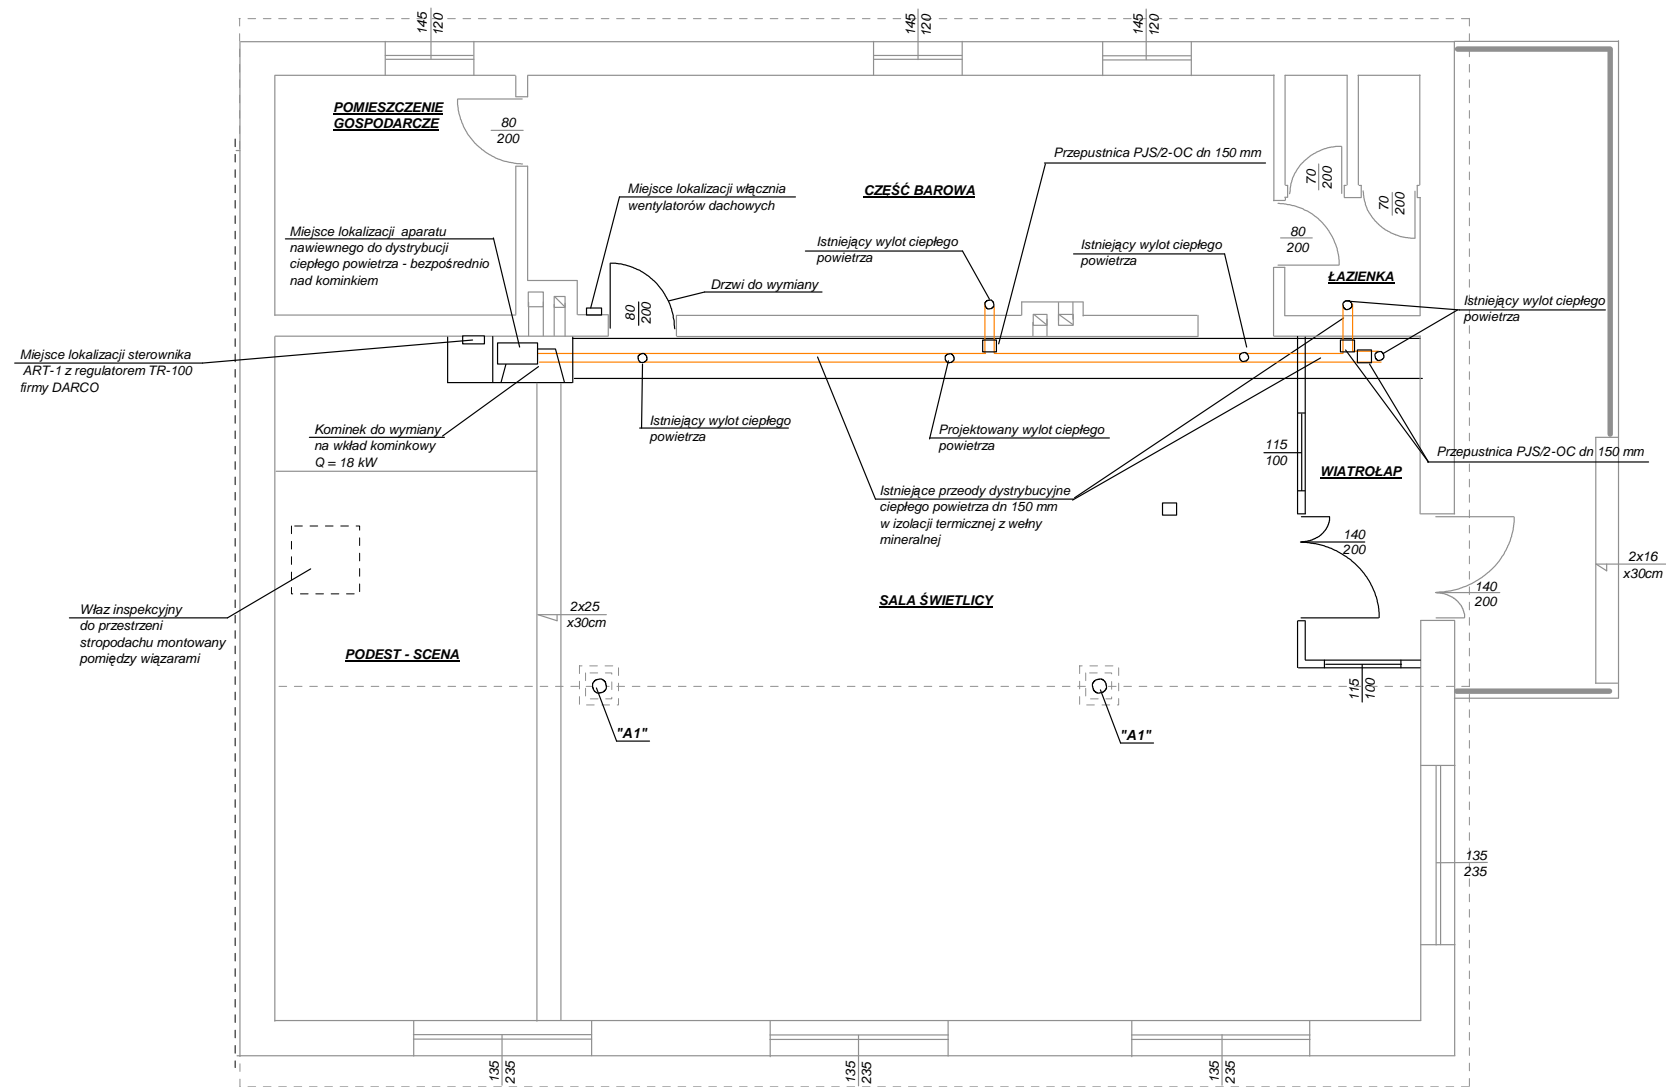 145
120
145
120
145
120
POMIESZCZENIE
GOSPODARCZE
80
200
Przepustnica PJS/2-OC dn 150 mm
70
200
70
200
Miejsce lokalizacji włącznia
wentylatorów dachowych
CZĘŚĆ BAROWA
Miejsce lokalizacji aparatu
nawiewnego do dystrybucji
ciepłego powietrza - bezpośrednio
nad kominkiem
Istniejący wylot ciepłego
powietrza
Istniejący wylot ciepłego
powietrza
80
200
ŁAZIENKA
Drzwi do wymiany
80
200
Istniejący wylot ciepłego
powietrza
Miejsce lokalizacji sterownika
ART-1 z regulatorem TR-100
firmy DARCO
Kominek do wymiany
na wkład kominkowy
Q = 18 kW
Istniejący wylot ciepłego
powietrza
Projektowany wylot ciepłego
powietrza
115
100
Przepustnica PJS/2-OC dn 150 mm
WIATROŁAP
Istniejące przeody dystrybucyjne
ciepłego powietrza dn 150 mm
w izolacji termicznej z wełny
mineralnej
140
200
2x16
x30cm
140
200
Właz inspekcyjny
do przestrzeni
stropodachu montowany
pomiędzy wiązarami
2x25
x30cm
SALA ŚWIETLICY
PODEST - SCENA
115
100
"A1"
"A1"
135
235
135
235
135
235
135
235